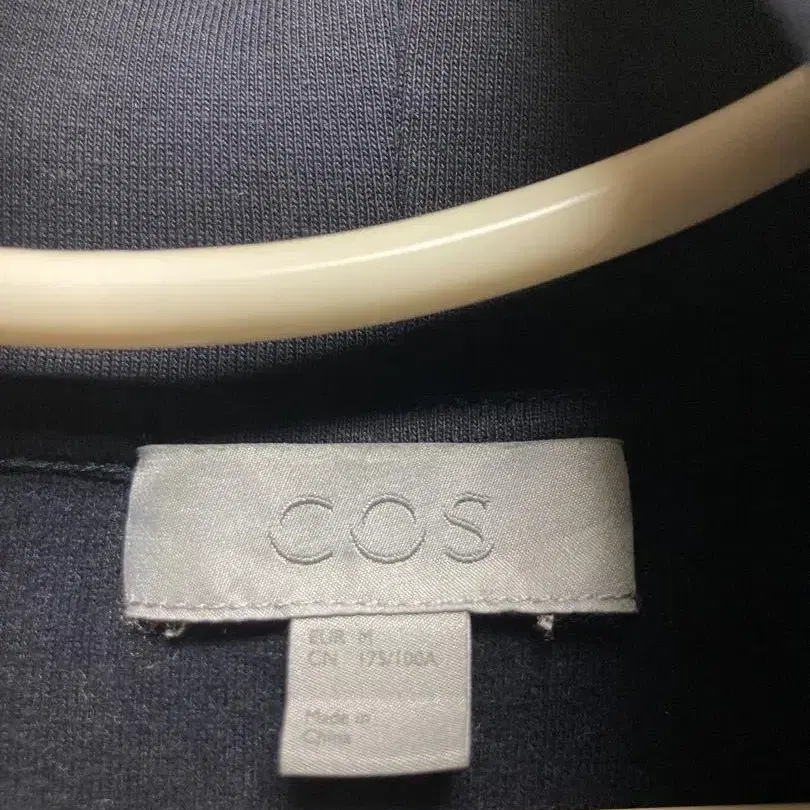 COS
EUR M
CN 175/100A
Made in
China